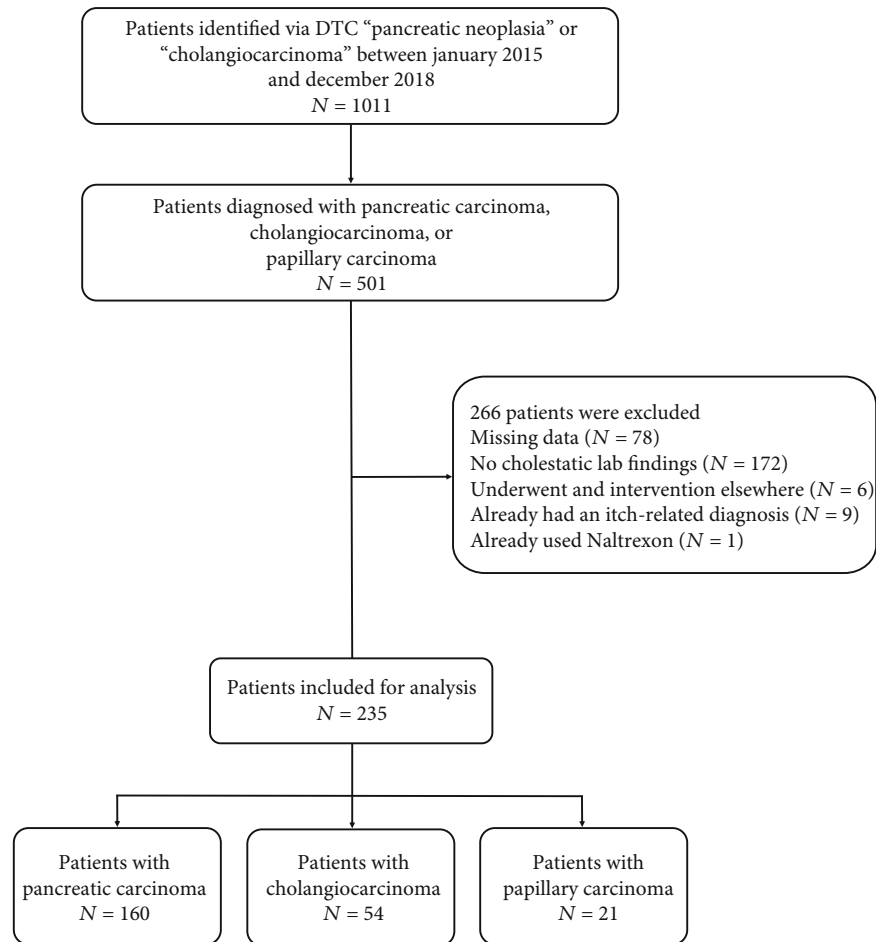 Patients identified via DTC “pancreatic neoplasia” or
“cholangiocarcinoma” between january 2015
and december 2018
N = 1011
Patients diagnosed with pancreatic carcinoma,
cholangiocarcinoma, or
papillary carcinoma
N = 501
266 patients were excluded
Missing data (N = 78)
No cholestatic lab findings (N = 172)
Underwent and intervention elsewhere (N = 6)
Already had an itch-related diagnosis (N = 9)
Already used Naltrexon (N = 1)
Patients included for analysis
N = 235
Patients with
pancreatic carcinoma
N = 160
Patients with
cholangiocarcinoma
N = 54
Patients with
papillary carcinoma
N = 21